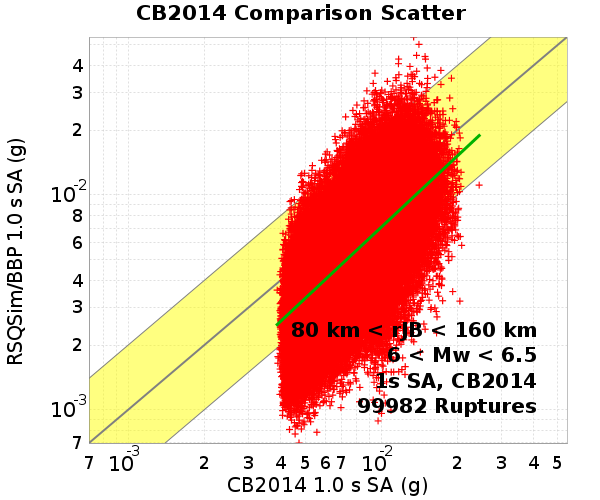 CB2014 Comparison Scatter
RSQSim/BBP 1.0 s SA (g)
4
3
2
10⁻²
8
6
4
3
2
10⁻³
7
80 km < rJB < 160 km
6 < Mw < 6.5
1s SA, CB2014
99982 Ruptures
7 10⁻³ 2 3 4 5 6 7 10⁻² 2 3 4 5
CB2014 1.0 s SA (g)